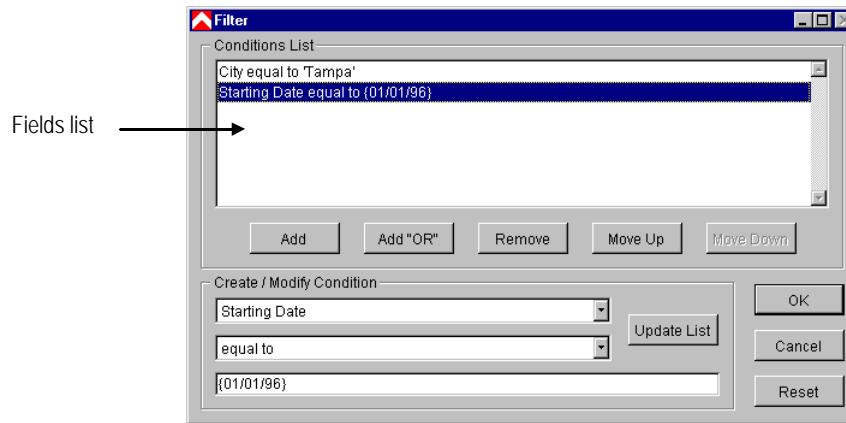 Filter
Conditions List
City equal to 'Tampa'
Starting Date equal to {01/01/96}
Fields list
Add
Add "OR"
Remove
Move Up
Move Down
Create / Modify Condition
Starting Date
equal to
{01/01/96}
Update List
OK
Cancel
Reset